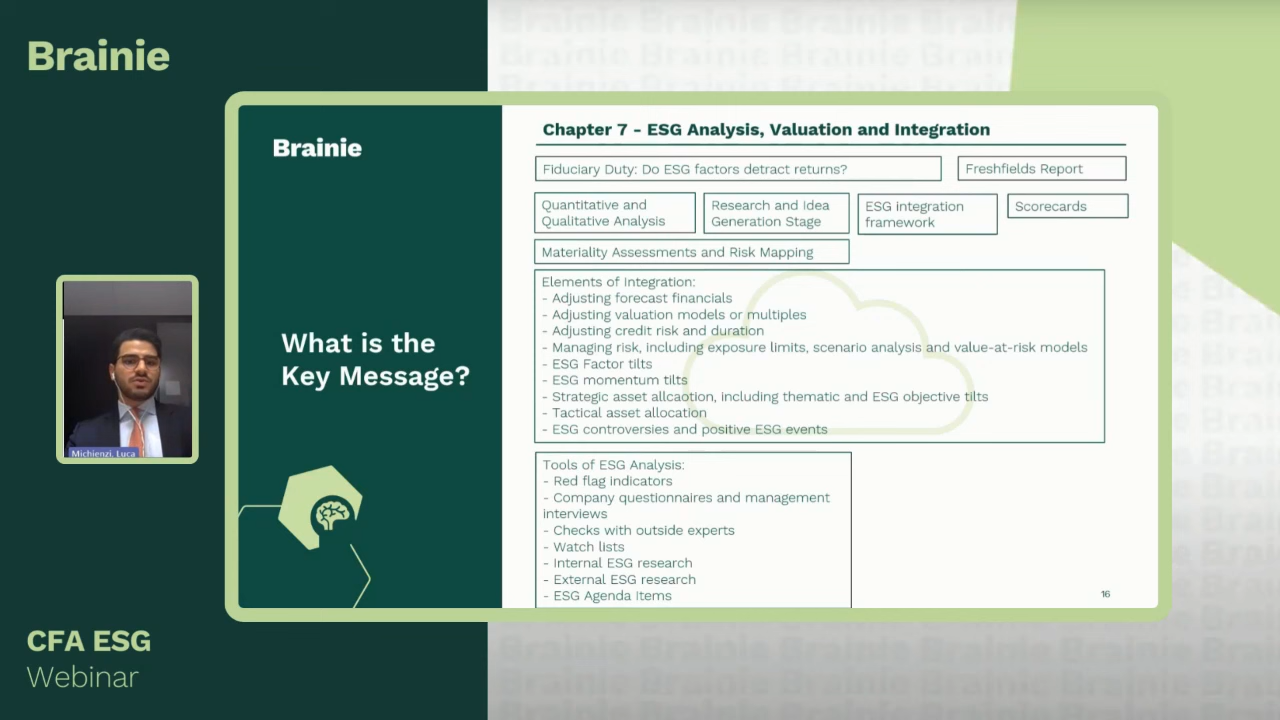 Brainie
Brainie
What is the
Key Message?
Chapter 7 - ESG Analysis, Valuation and Integration
Fiduciary Duty: Do ESG factors detract returns?
Freshfields Report
Quantitative and
Qualitative Analysis
Research and Idea
Generation Stage
ESG integration
framework
Scorecards
Materiality Assessments and Risk Mapping
Elements of Integration:
- Adjusting forecast financials
- Adjusting valuation models or multiples
- Adjusting credit risk and duration
- Managing risk, including exposure limits, scenario analysis and value-at-risk models
- ESG Factor tilts
- ESG momentum tilts
- Strategic asset allcaotion, including thematic and ESG objective tilts
- Tactical asset allocation
- ESG controversies and positive ESG events
Tools of ESG Analysis:
- Red flag indicators
- Company questionnaires and management
interviews
- Checks with outside experts
- Watch lists
- Internal ESG research
- External ESG research
- ESG Agenda Items
16
Michienzi, Luca
CFA ESG
Webinar